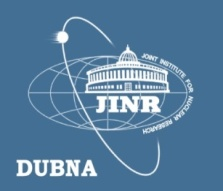 JOINT INSTITUTE FOR NUCLEAR RESEARCH
JINR
DUBNA